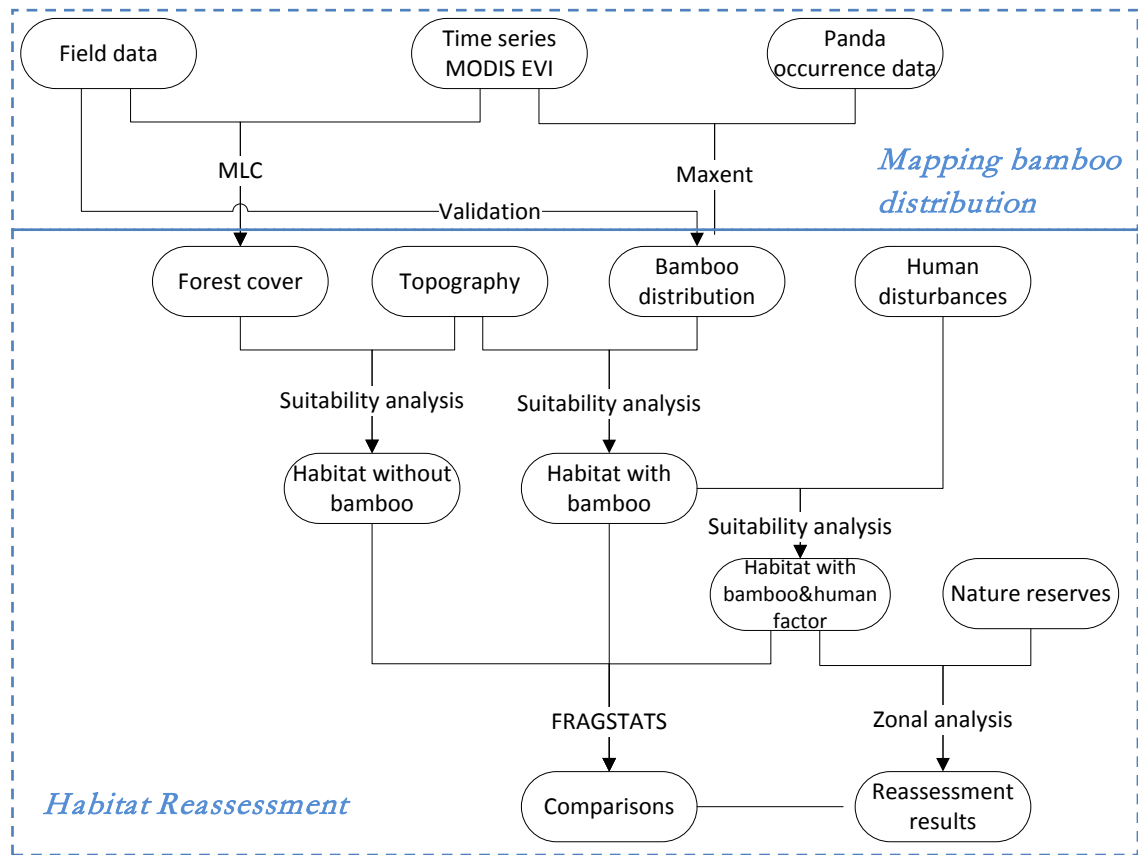 Field data
Time series
MODIS EVI
Panda
occurrence data
MLC
Maxent
Mapping bamboo
distribution
Validation
Forest cover
Topography
Bamboo
distribution
Human
disturbances
Suitability analysis
Suitability analysis
Habitat without
bamboo
Habitat with
bamboo
Suitability analysis
Habitat with
bamboo&human
factor
Nature reserves
FRAGSTATS
Zonal analysis
Habitat Reassessment
Comparisons
Reassessment
results